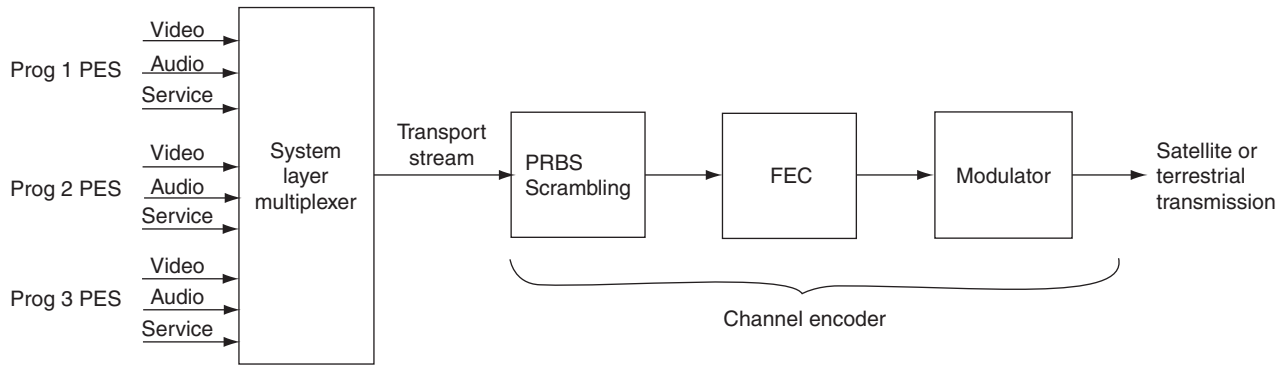 Prog 1 PES
Video
Audio
Service
Prog 2 PES
Video
Audio
Service
Prog 3 PES
Video
Audio
Service
System
layer
multiplexer
Transport
stream
PRBS
Scrambling
FEC
Modulator
Satellite or
terrestrial
transmission
Channel encoder